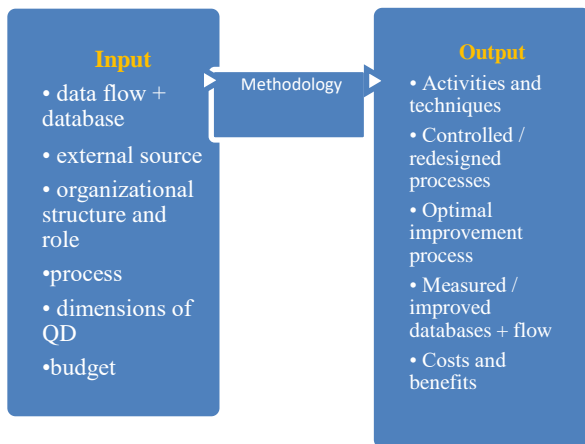 Input
• data flow +
database
• external source
• organizational
structure and
role
•process
• dimensions of
QD
•budget
Methodology
Output
• Activities and
techniques
• Controlled /
redesigned
processes
• Optimal
improvement
process
• Measured /
improved
databases + flow
• Costs and
benefits